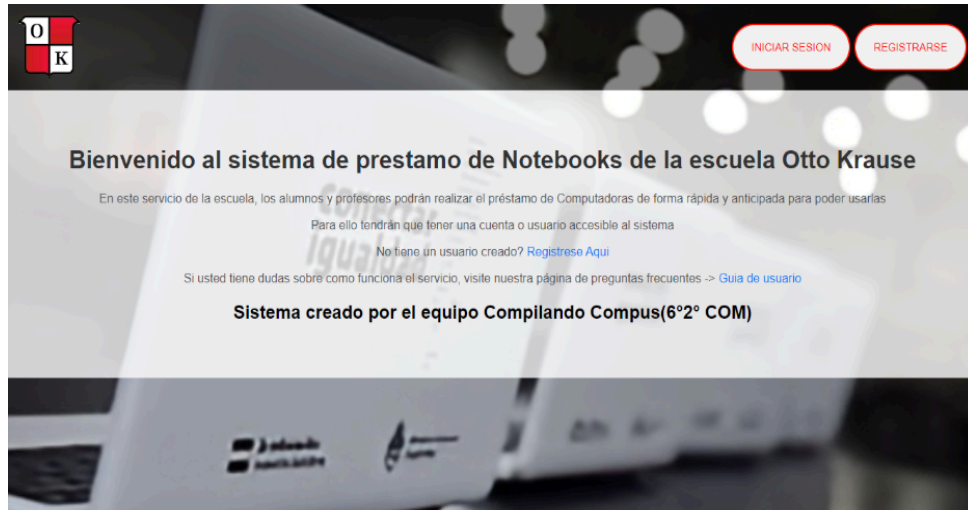 O
K
INICIAR SESION
REGISTRARSE
Bienvenido al sistema de prestamo de Notebooks de la escuela Otto Krause
En este servicio de la escuela, los alumnos y profesores podrán realizar el préstamo de Computadoras de forma rápida y anticipada para poder usarlas
Para ello tendrán que tener una cuenta o usuario accesible al sistema
No tiene un usuario creado? Registrese Aqui
Si usted tiene dudas sobre como funciona el servicio, visite nuestra página de preguntas frecuentes -> Guia de usuario
Sistema creado por el equipo Compilando Compus(6°2° COM)
conectar
igualdad